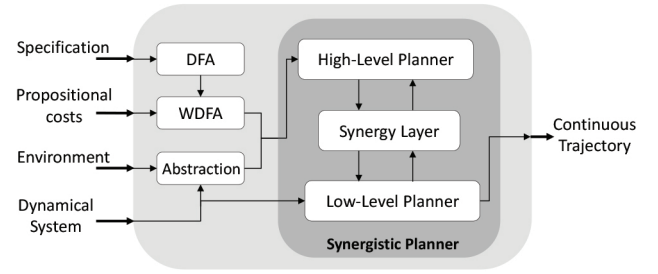 Specification
Propositional
costs
Environment
Dynamical
System
DFA
WDFA
Abstraction
High-Level Planner
Synergy Layer
Low-Level Planner
Synergistic Planner
Continuous
Trajectory